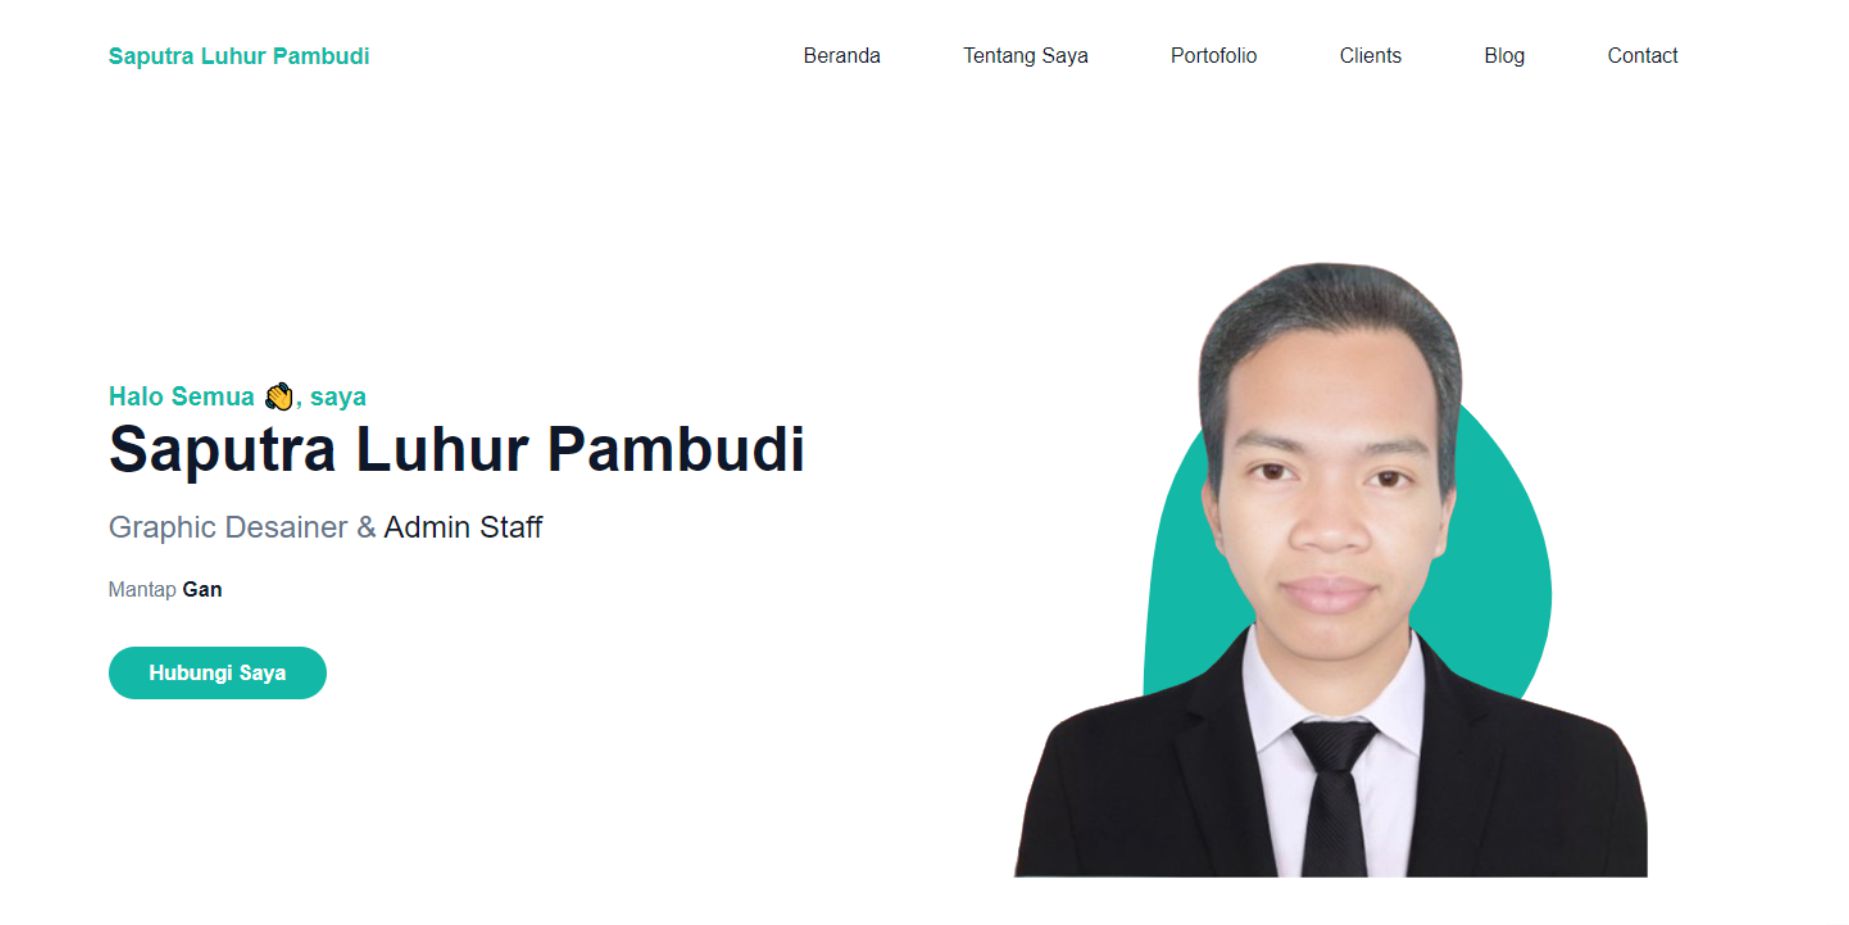 Saputra Luhur Pambudi
Beranda Tentang Saya Portofolio Clients Blog Contact
Halo Semua 👋, saya
Saputra Luhur Pambudi
Graphic Desainer & Admin Staff
Mantap Gan
Hubungi Saya